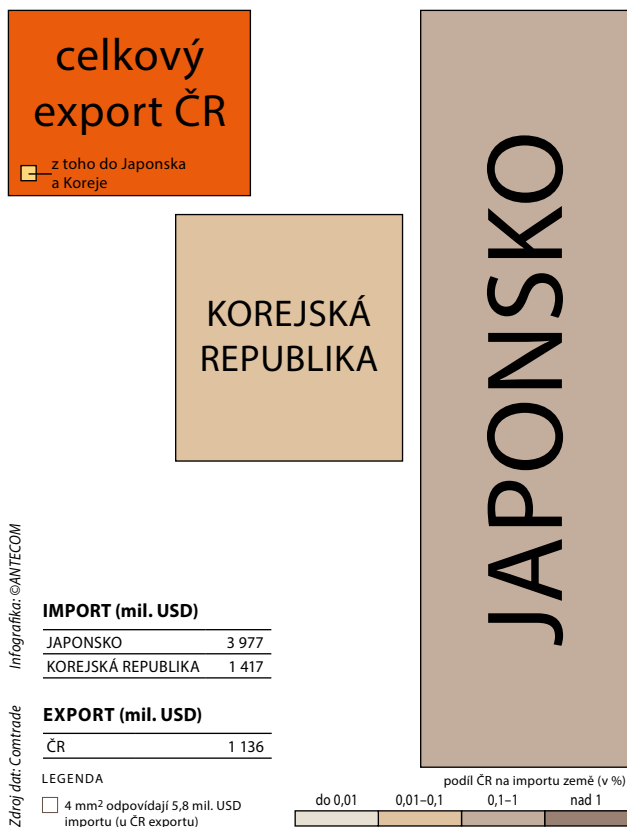 celkový
export ČR
z toho do Japonska
a Koreje
KOREJSKÁ
REPUBLIKA
JAPONSKO
Infografika: ©ANTECOM
Zdroj dat: Comtrade
IMPORT (mil. USD)
JAPONSKO 3 977
KOREJSKÁ REPUBLIKA 1 417
EXPORT (mil. USD)
ČR 1 136
LEGENDA
4 mm² odpovídají 5,8 mil. USD
importu (u ČR exportu)
podíl ČR na importu země (v %)
do 0,01 0,01–0,1 0,1–1 nad 1